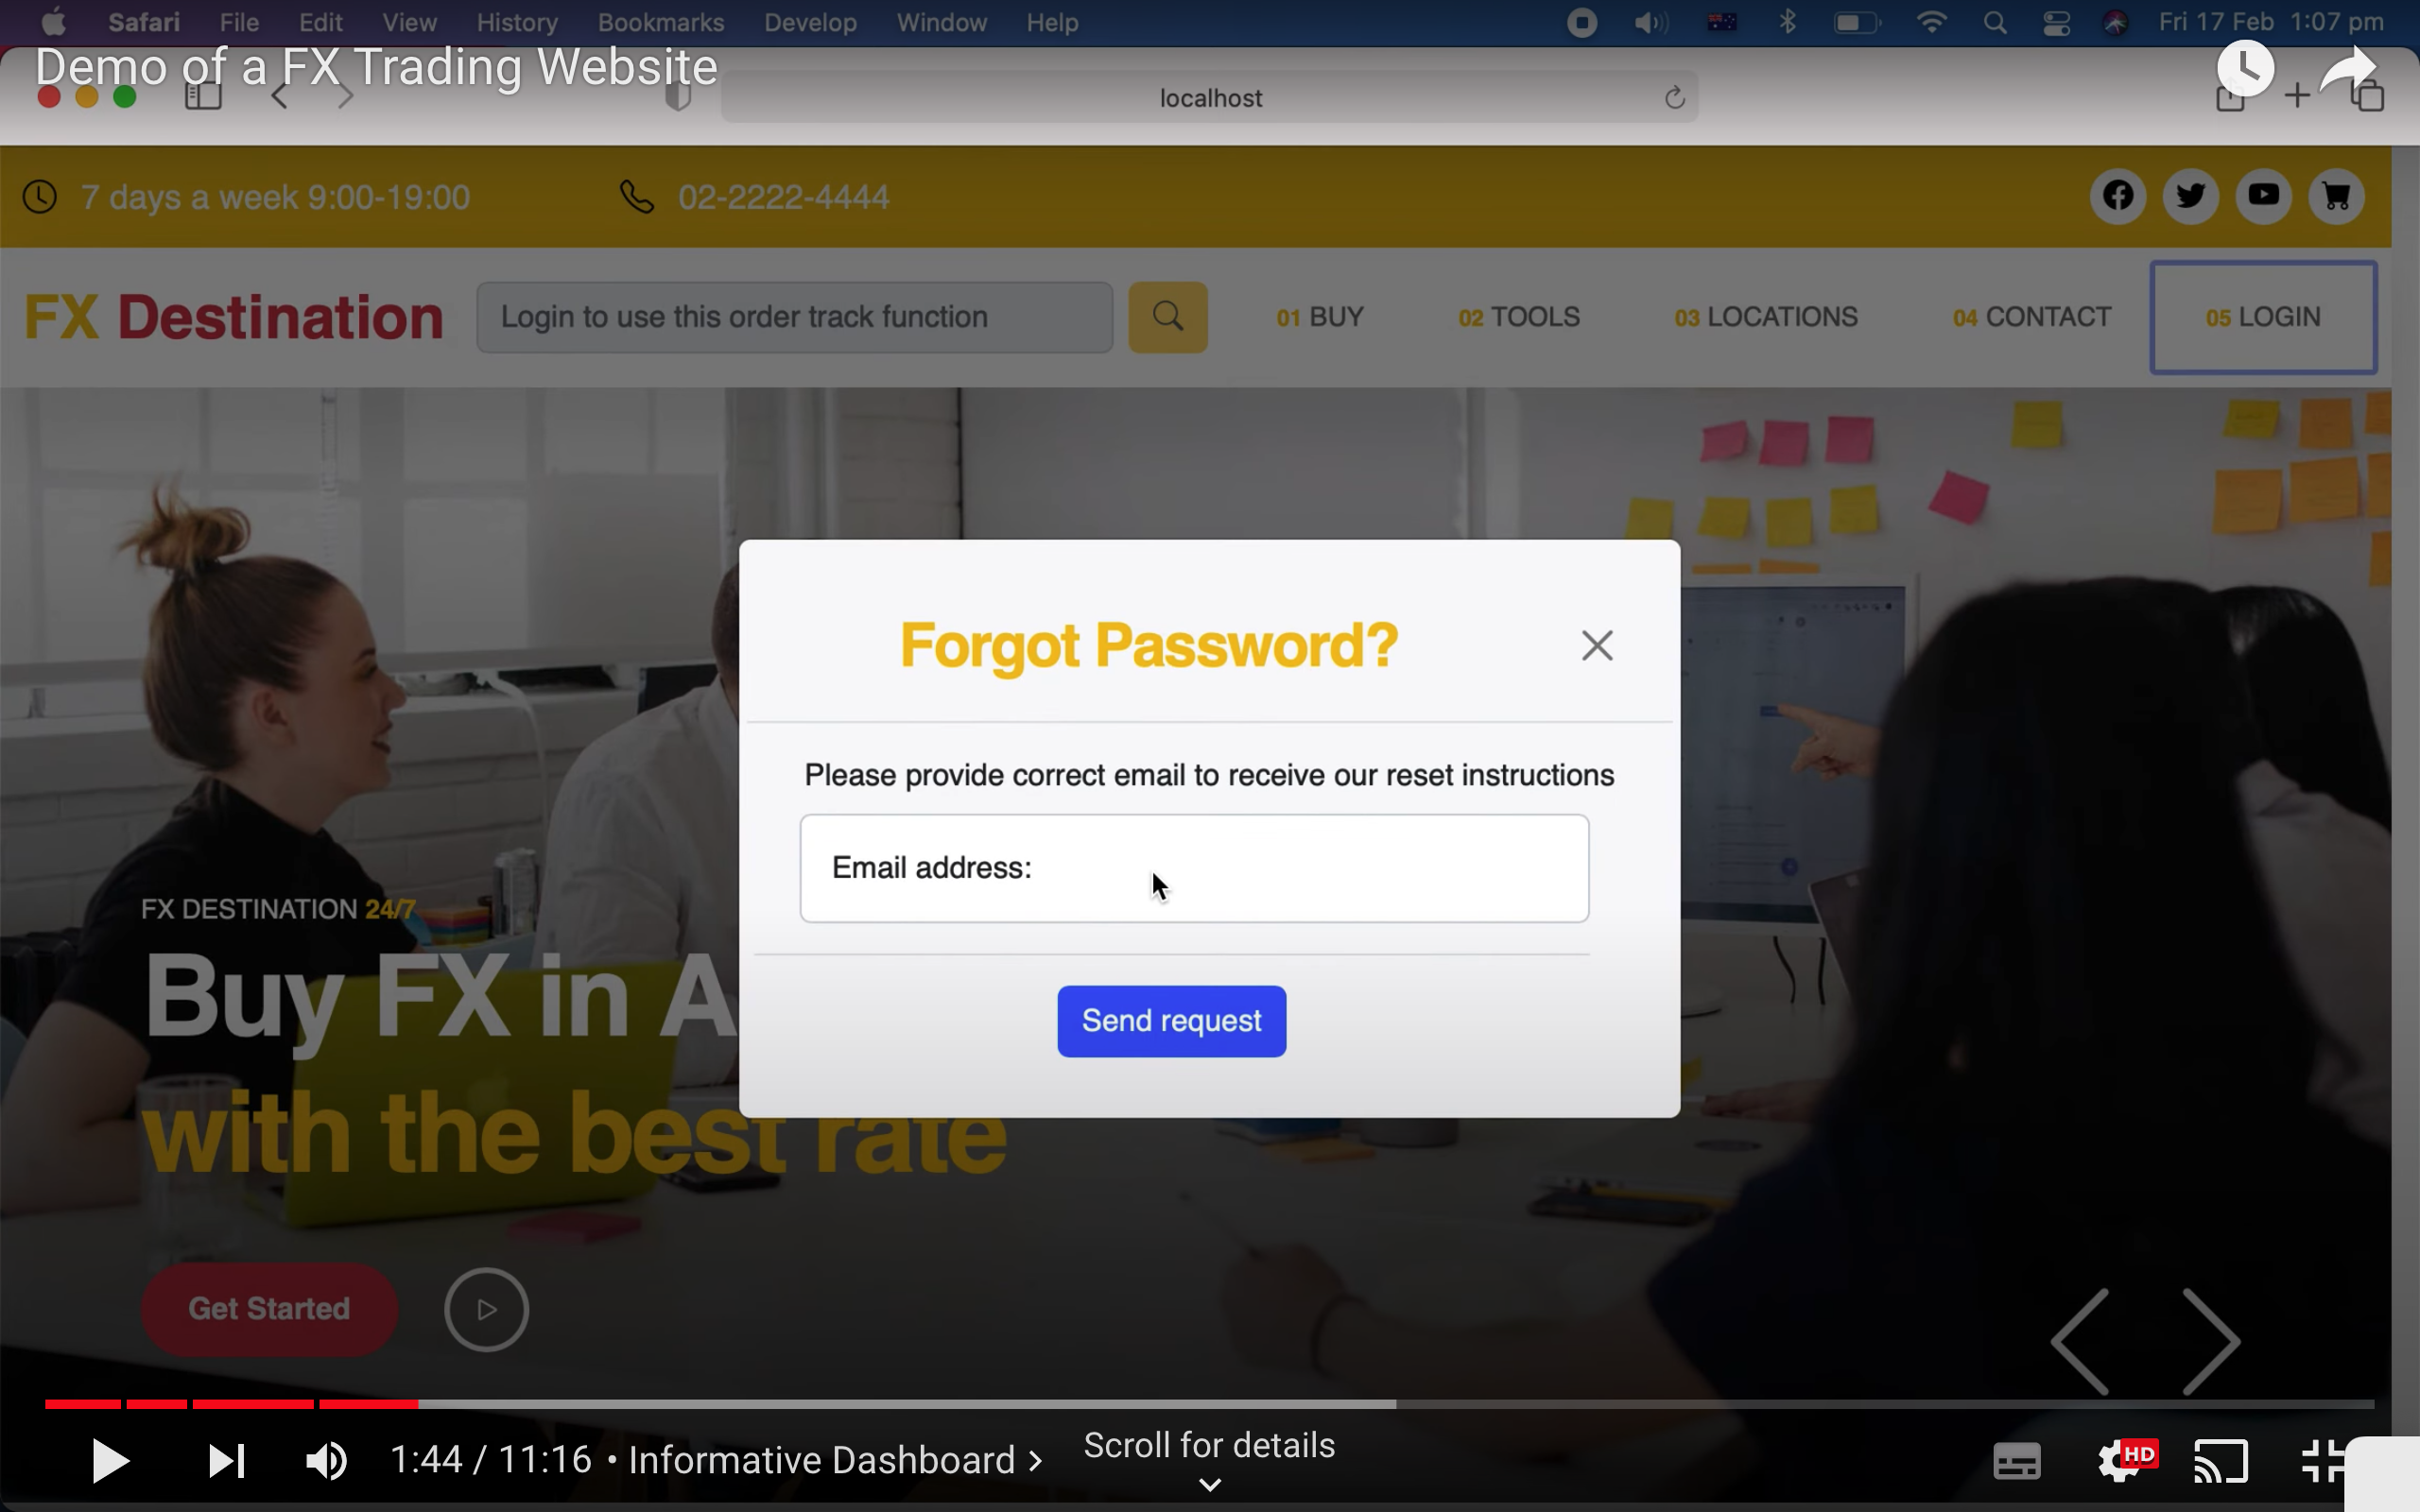 Safari File Edit View History Bookmarks Develop Window Help Fri 17 Feb 1:07 pm
Demo of a FX Trading Website
localhost
7 days a week 9:00-19:00 02-2222-4444
FX Destination Login to use this order track function 01 BUY 02 TOOLS 03 LOCATIONS 04 CONTACT 05 LOGIN
Forgot Password?
Please provide correct email to receive our reset instructions
Email address:
Send request
FX DESTINATION 24/7
Buy FX in A
with the best rate
Get Started
1:44 / 11:16 • Informative Dashboard › Scroll for details HD